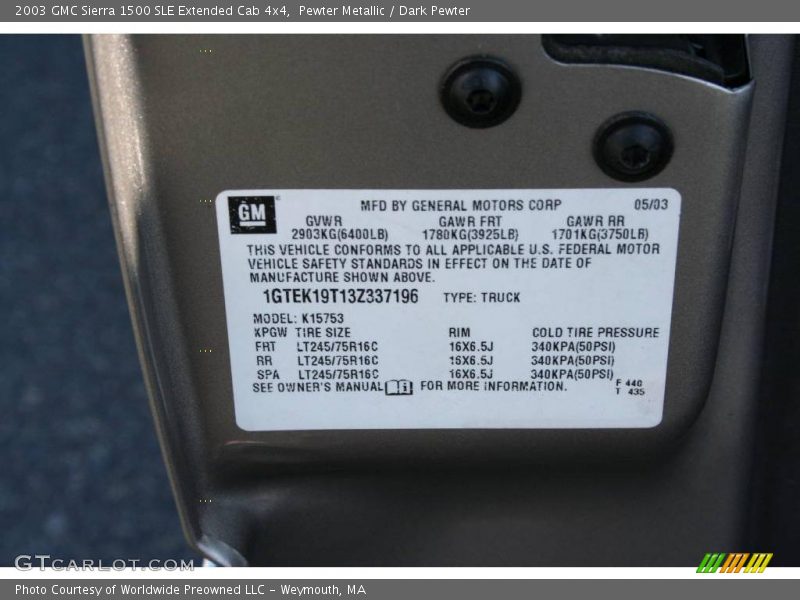 2003 GMC Sierra 1500 SLE Extended Cab 4x4, Pewter Metallic / Dark Pewter
GM
MFD BY GENERAL MOTORS CORP 05/03
GVWR GAWR FRT GAWR RR
2903KG(6400LB) 1780KG(3925LB) 1701KG(3750LB)
THIS VEHICLE CONFORMS TO ALL APPLICABLE U.S. FEDERAL MOTOR
VEHICLE SAFETY STANDARDS IN EFFECT ON THE DATE OF
MANUFACTURE SHOWN ABOVE.
1GTEK19T13Z337196 TYPE: TRUCK
MODEL: K15753
XPGW TIRE SIZE RIM COLD TIRE PRESSURE
FRT LT245/75R16C 16X6.5J 340KPA(50PSI)
RR LT245/75R16C 16X6.5J 340KPA(50PSI)
SPA LT245/75R16C 16X6.5J 340KPA(50PSI)
SEE OWNER'S MANUAL FOR MORE INFORMATION.
F 440
T 435
GTCARLOT.COM
Photo Courtesy of Worldwide Preowned LLC - Weymouth, MA